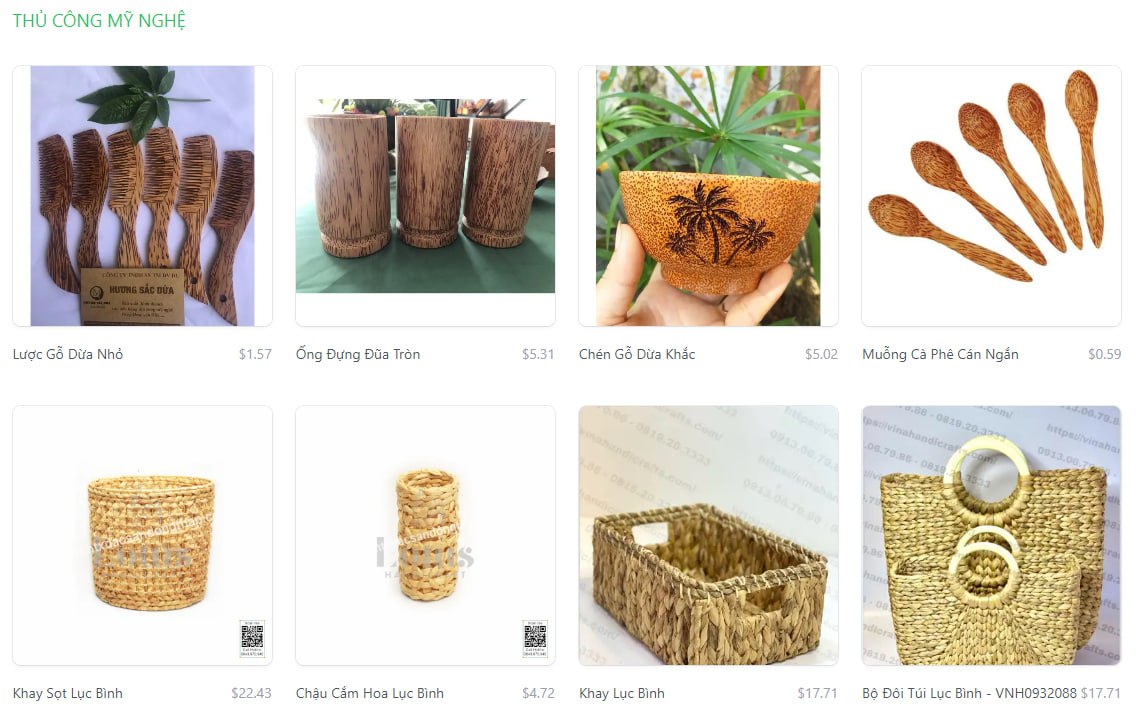 THỦ CÔNG MỸ NGHỆ
HƯƠNG SẮC DỪA
Lược Gỗ Dừa Nhỏ $1.57
Ống Đựng Đũa Tròn $5.31
Chén Gỗ Dừa Khắc $5.02
Muỗng Cà Phê Cán Ngắn $0.59
Khay Sọt Lục Bình $22.43
Chậu Cắm Hoa Lục Bình $4.72
Khay Lục Bình $17.71
Bộ Đôi Túi Lục Bình - VNH0932088 $17.71